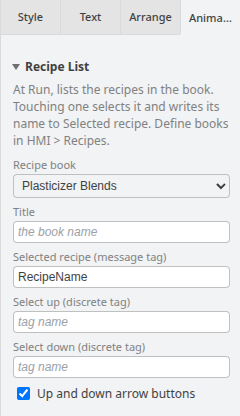 Style Text Arrange Anima...
Recipe List
At Run, lists the recipes in the book.
Touching one selects it and writes its
name to Selected recipe. Define books
in HMI > Recipes.
Recipe book
Plasticizer Blends
Title
the book name
Selected recipe (message tag)
RecipeName
Select up (discrete tag)
tag name
Select down (discrete tag)
tag name
Up and down arrow buttons